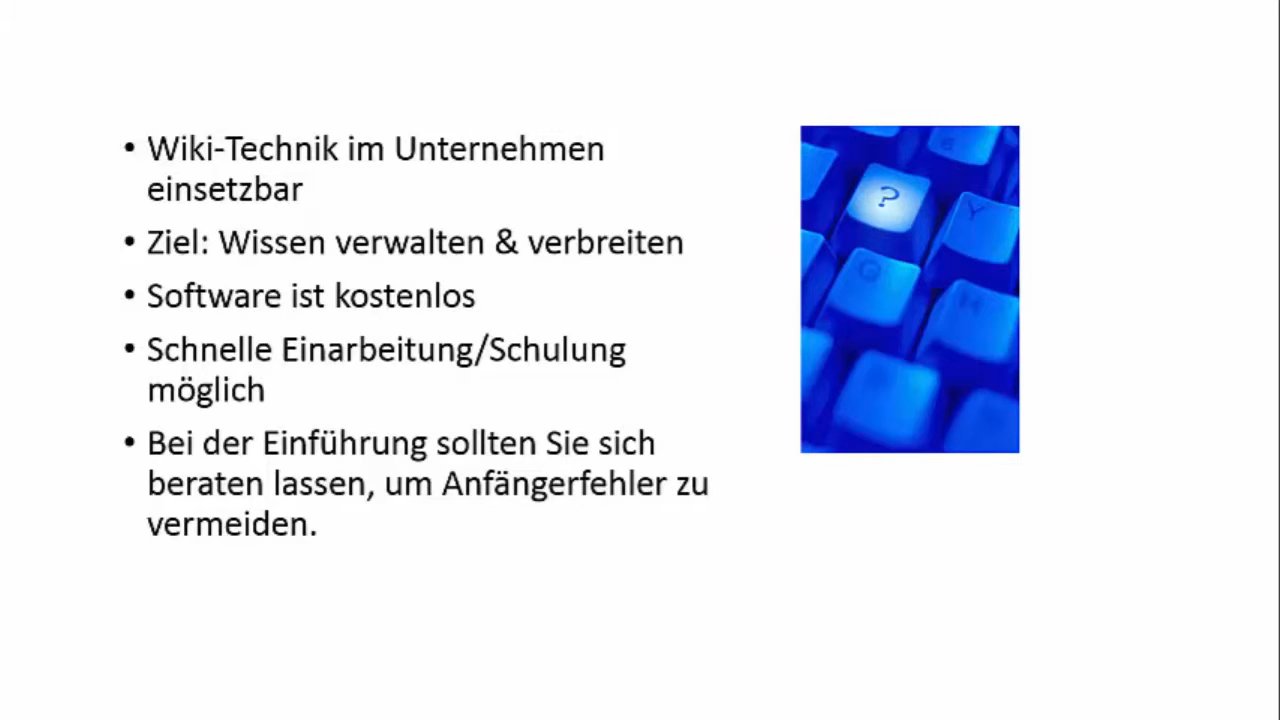 • Wiki-Technik im Unternehmen
einsetzbar
• Ziel: Wissen verwalten & verbreiten
• Software ist kostenlos
• Schnelle Einarbeitung/Schulung
möglich
• Bei der Einführung sollten Sie sich
beraten lassen, um Anfängerfehler zu
vermeiden.
?
Y
G
H